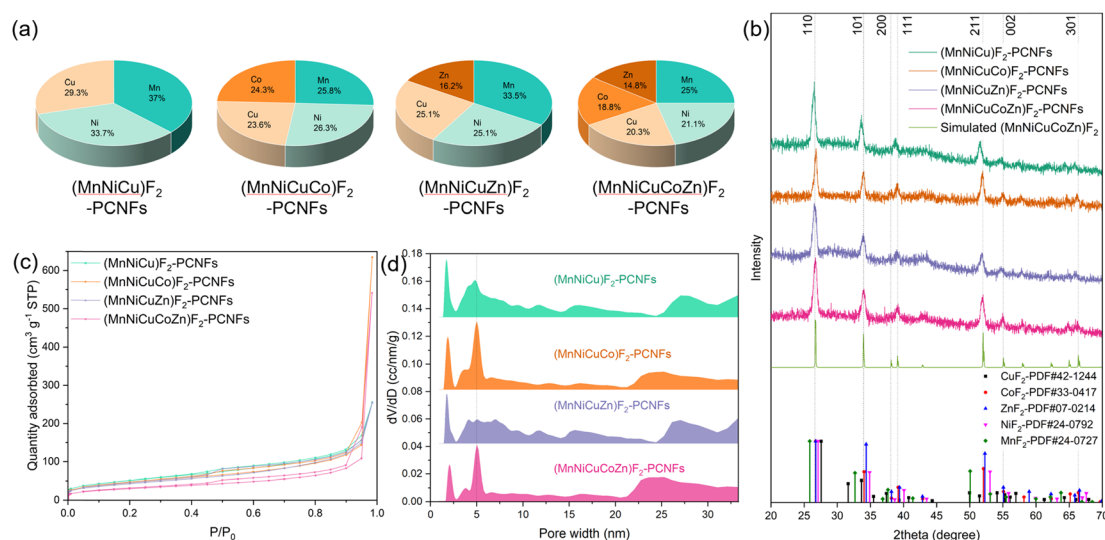 (a)
Cu
29.3%
Mn
37%
Ni
33.7%
(MnNiCu)F2
-PCNFs
Co
24.3%
Mn
25.8%
Cu
23.6%
Ni
26.3%
(MnNiCuCo)F2
-PCNFs
Zn
16.2%
Mn
33.5%
Cu
25.1%
Ni
25.1%
(MnNiCuZn)F2
-PCNFs
Zn
14.8%
Mn
25%
Co
18.8%
Cu
20.3%
Ni
21.1%
(MnNiCuCoZn)F2
-PCNFs
(b)
110
101
200
111
211
002
301
(MnNiCu)F2-PCNFs
(MnNiCuCo)F2-PCNFs
(MnNiCuZn)F2-PCNFs
(MnNiCuCoZn)F2-PCNFs
Simulated (MnNiCuCoZn)F2
Intensity
CuF2-PDF#42-1244
CoF2-PDF#33-0417
ZnF2-PDF#07-0214
NiF2-PDF#24-0792
MnF2-PDF#24-0727
20 25 30 35 40 45 50 55 60 65 70
2theta (degree)
(c)
(MnNiCu)F2-PCNFs
(MnNiCuCo)F2-PCNFs
(MnNiCuZn)F2-PCNFs
(MnNiCuCoZn)F2-PCNFs
Quantity adsorbed (cm3 g-1 STP)
600
500
400
300
200
100
0
0.0 0.2 0.4 0.6 0.8 1.0
P/P0
(d)
dV/dD (cc/nm/g)
0.18
0.16
0.14
0.12
0.10
0.08
0.06
0.04
0.02
0.00
(MnNiCu)F2-PCNFs
(MnNiCuCo)F2-PCNFs
(MnNiCuZn)F2-PCNFs
(MnNiCuCoZn)F2-PCNFs
0 5 10 15 20 25 30
Pore width (nm)